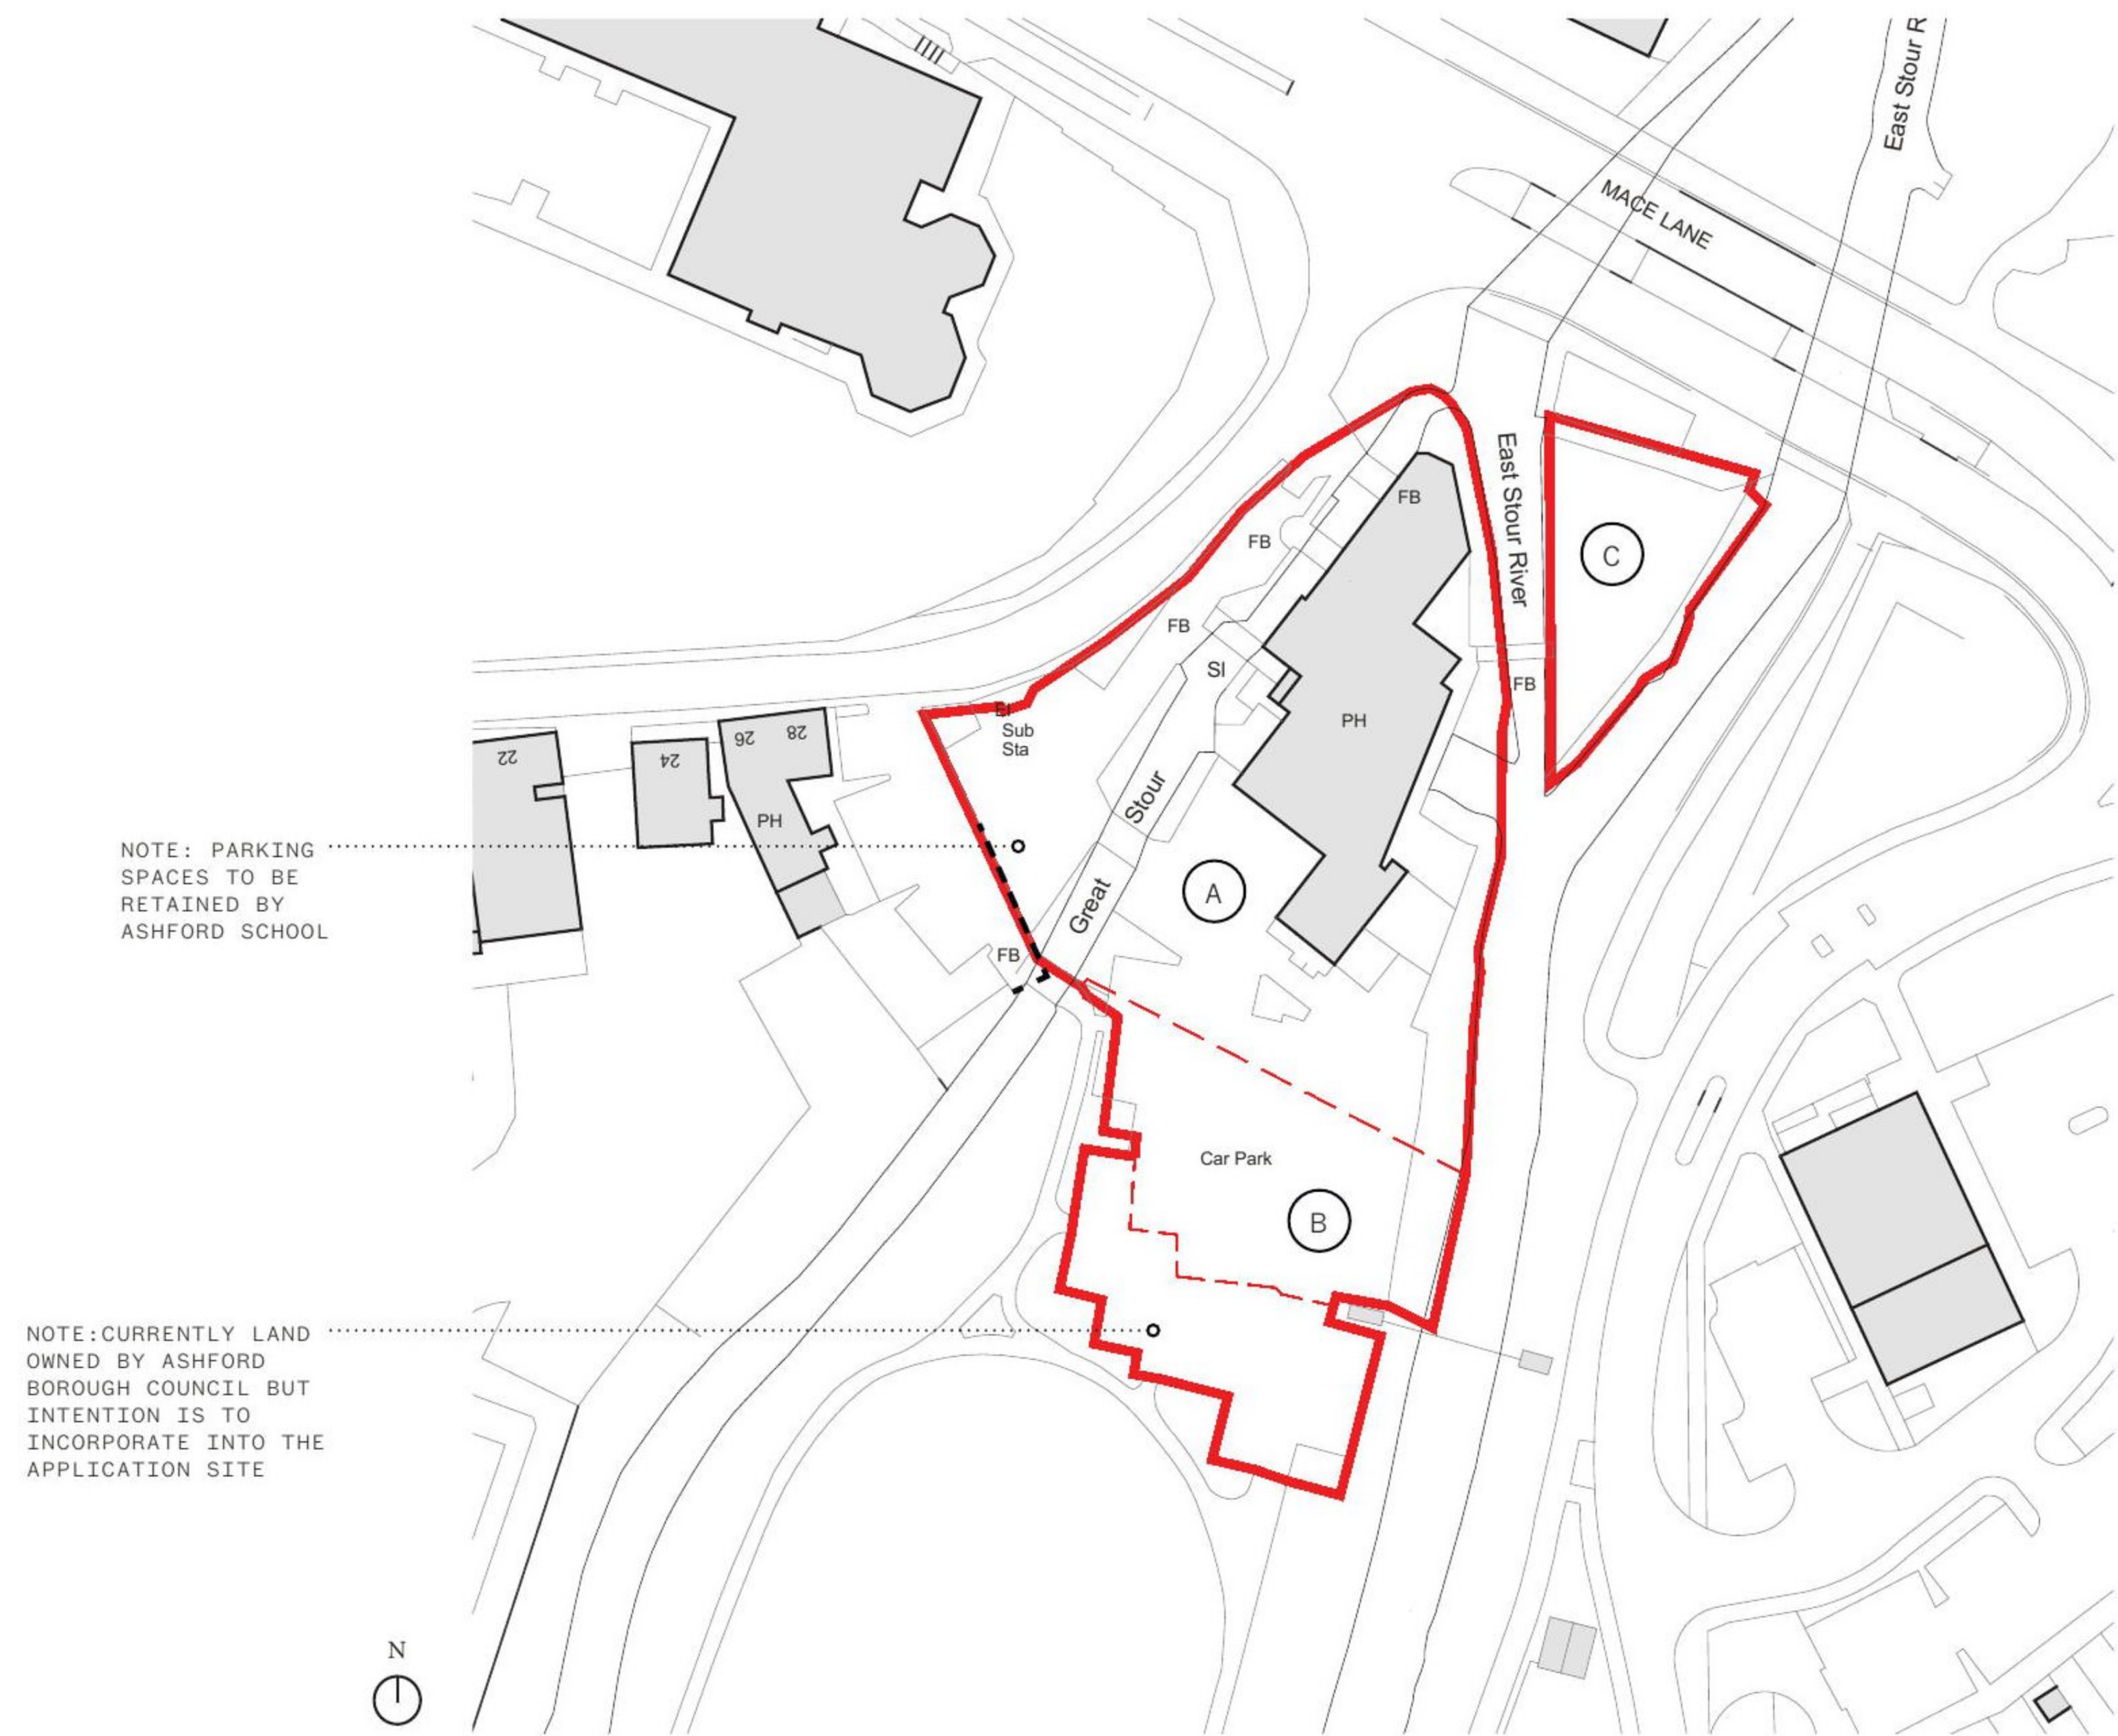 East Stour R
MACE LANE
East Stour River
FB
C
FB
FB
SI
FB
PH
El
Sub
Sta
22
24
26
28
PH
Great Stour
A
FB
NOTE: PARKING
SPACES TO BE
RETAINED BY
ASHFORD SCHOOL
Car Park
B
NOTE:CURRENTLY LAND
OWNED BY ASHFORD
BOROUGH COUNCIL BUT
INTENTION IS TO
INCORPORATE INTO THE
APPLICATION SITE
N